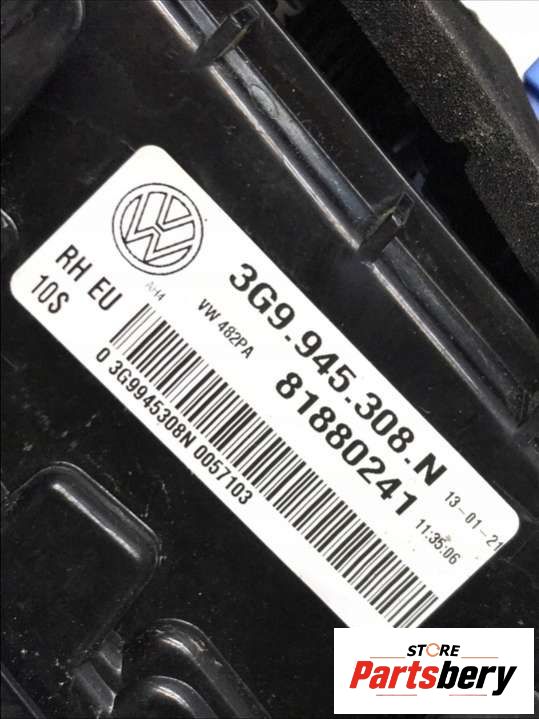 3G9.945.308.N
81880241
RH EU
10S
AH4
VW 482PA
0 3G9945308N 0057103
13-01-21
11:35:06
STORE
Partsbery